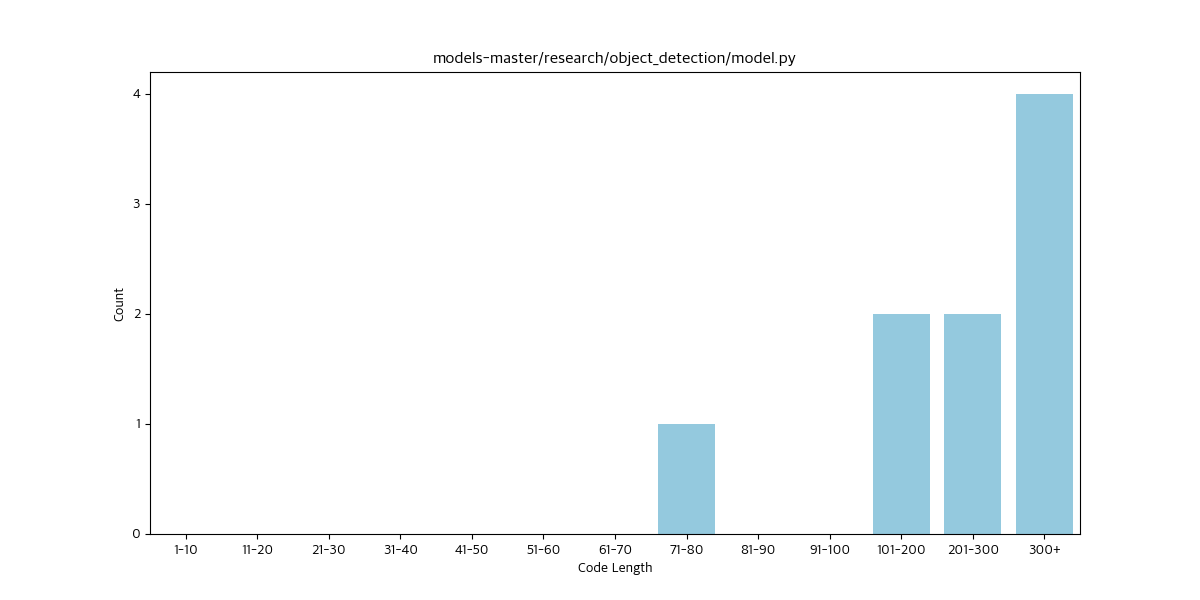 models-master/research/object_detection/model.py
4
3
2
1
0
Count
1-10 11-20 21-30 31-40 41-50 51-60 61-70 71-80 81-90 91-100 101-200 201-300 300+
Code Length